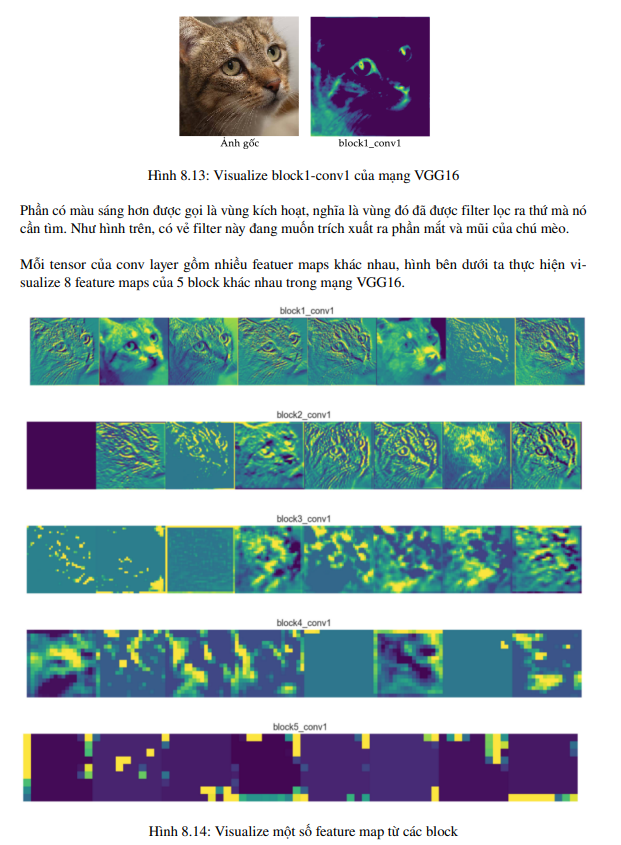 Ảnh gốc
block1_conv1
Hình 8.13: Visualize block1-conv1 của mạng VGG16
Phần có màu sáng hơn được gọi là vùng kích hoạt, nghĩa là vùng đó đã được filter lọc ra thứ mà nó
cần tìm. Như hình trên, có vẻ filter này đang muốn trích xuất ra phần mắt và mũi của chú mèo.
Mỗi tensor của conv layer gồm nhiều featuer maps khác nhau, hình bên dưới ta thực hiện vi-
sualize 8 feature maps của 5 block khác nhau trong mạng VGG16.
block1_conv1
block2_conv1
block3_conv1
block4_conv1
block5_conv1
Hình 8.14: Visualize một số feature map từ các block